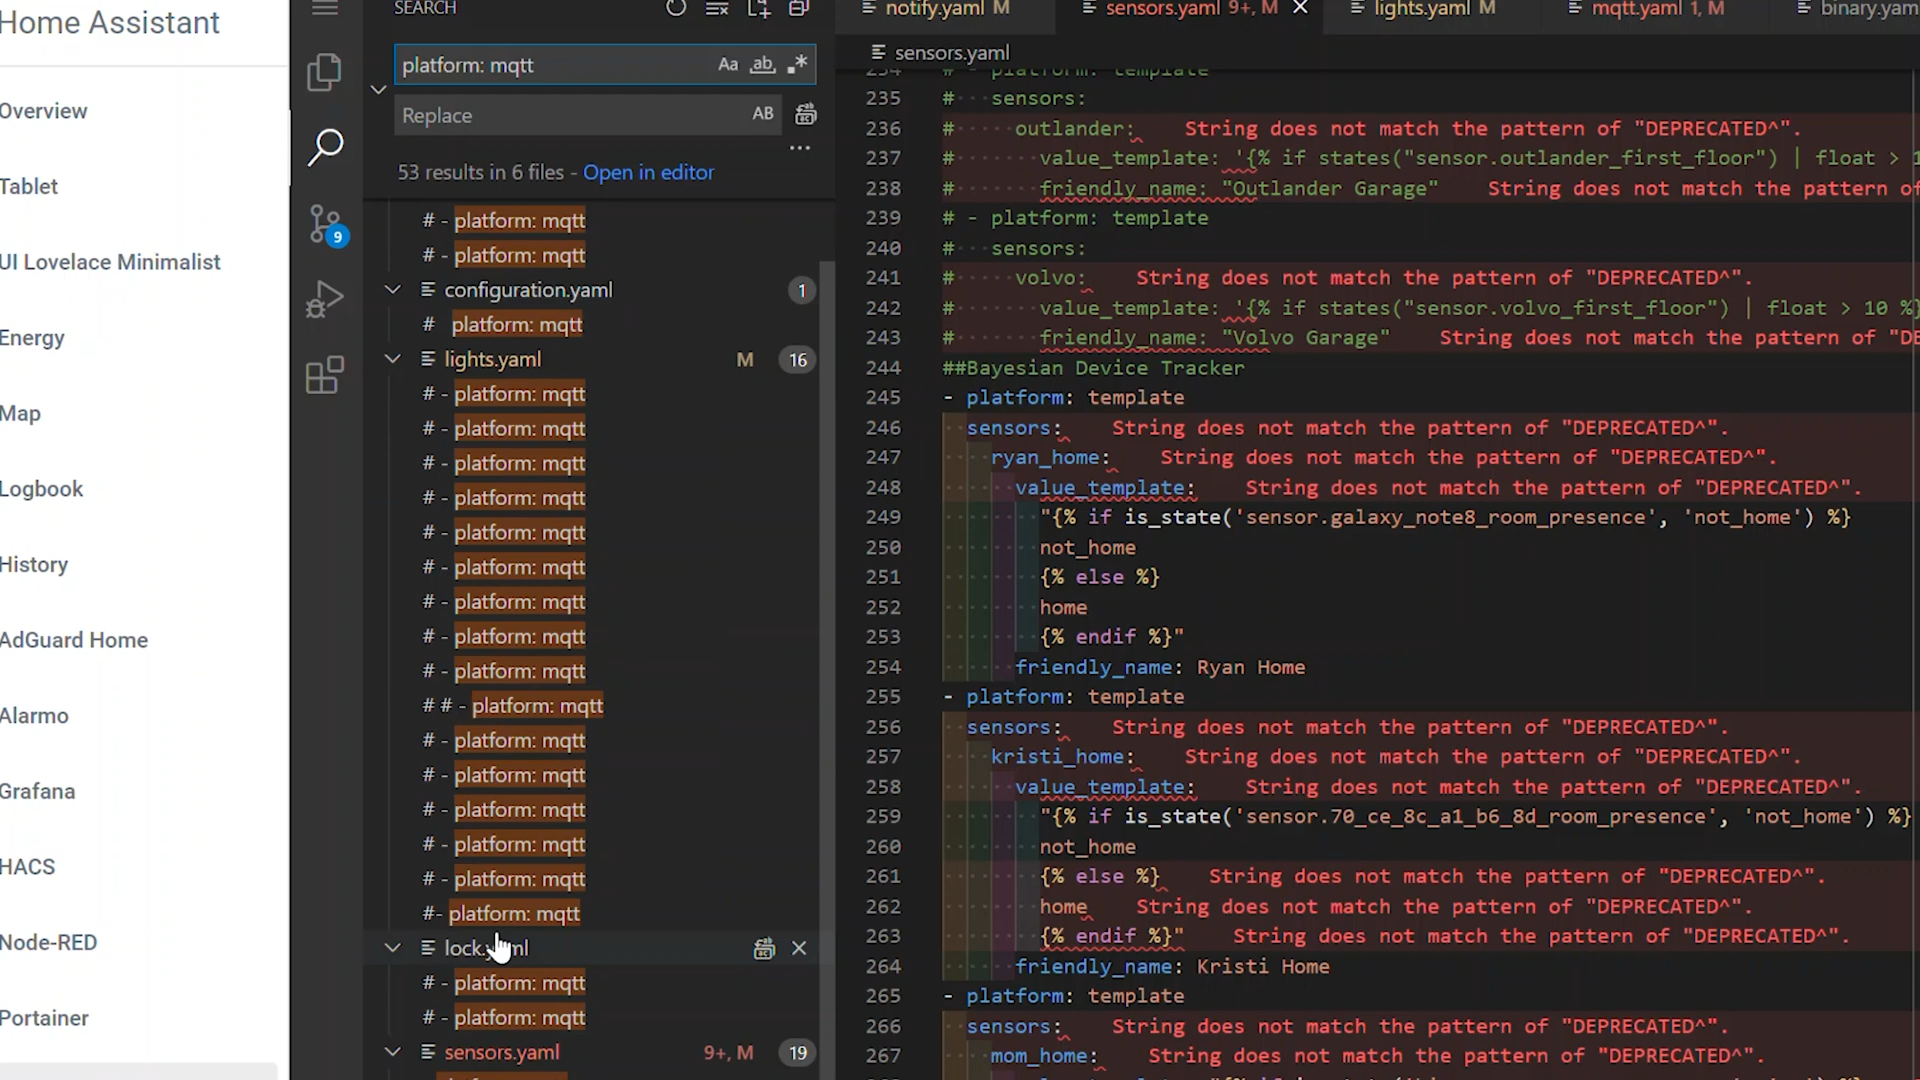 Home Assistant
Overview
Tablet
UI Lovelace Minimalist
Energy
Map
Logbook
History
AdGuard Home
Alarmo
Grafana
HACS
Node-RED
Portainer
9
SEARCH
platform: mqtt
Aa
ab
.*
Replace
AB
53 results in 6 files - Open in editor
# - platform: mqtt
# - platform: mqtt
configuration.yaml 1
# platform: mqtt
lights.yaml M 16
# - platform: mqtt
# - platform: mqtt
# - platform: mqtt
# - platform: mqtt
# - platform: mqtt
# - platform: mqtt
# - platform: mqtt
# - platform: mqtt
# - platform: mqtt
# # - platform: mqtt
# - platform: mqtt
# - platform: mqtt
# - platform: mqtt
# - platform: mqtt
# - platform: mqtt
#- platform: mqtt
# - platform: mqtt
# - platform: mqtt
sensors.yaml 9+, M 19
notify.yaml M
sensors.yaml 9+, M
lights.yaml M
mqtt.yaml 1, M
binary.yam
sensors.yaml
234 # - platform: template
235 # sensors:
236 # outlander: String does not match the pattern of "DEPRECATED^".
237 # value_template: '{% if states("sensor.outlander_first_floor") | float > 1
238 # friendly_name: "Outlander Garage" String does not match the pattern of
239 # - platform: template
240 # sensors:
241 # volvo: String does not match the pattern of "DEPRECATED^".
242 # value_template: '{% if states("sensor.volvo_first_floor") | float > 10 %}
243 # friendly_name: "Volvo Garage" String does not match the pattern of "DE
244 ##Bayesian Device Tracker
245 - platform: template
246 sensors: String does not match the pattern of "DEPRECATED^".
247 ryan_home: String does not match the pattern of "DEPRECATED^".
248 value_template: String does not match the pattern of "DEPRECATED^".
249 "{% if is_state('sensor.galaxy_note8_room_presence', 'not_home') %}
250 not_home
251 {% else %}
252 home
253 {% endif %}"
254 friendly_name: Ryan Home
255 - platform: template
256 sensors: String does not match the pattern of "DEPRECATED^".
257 kristi_home: String does not match the pattern of "DEPRECATED^".
258 value_template: String does not match the pattern of "DEPRECATED^".
259 "{% if is_state('sensor.70_ce_8c_a1_b6_8d_room_presence', 'not_home') %}
260 not_home
261 {% else %} String does not match the pattern of "DEPRECATED^".
262 home String does not match the pattern of "DEPRECATED^".
263 {% endif %}" String does not match the pattern of "DEPRECATED^".
264 friendly_name: Kristi Home
265 - platform: template
266 sensors: String does not match the pattern of "DEPRECATED^".
267 mom_home: String does not match the pattern of "DEPRECATED^".